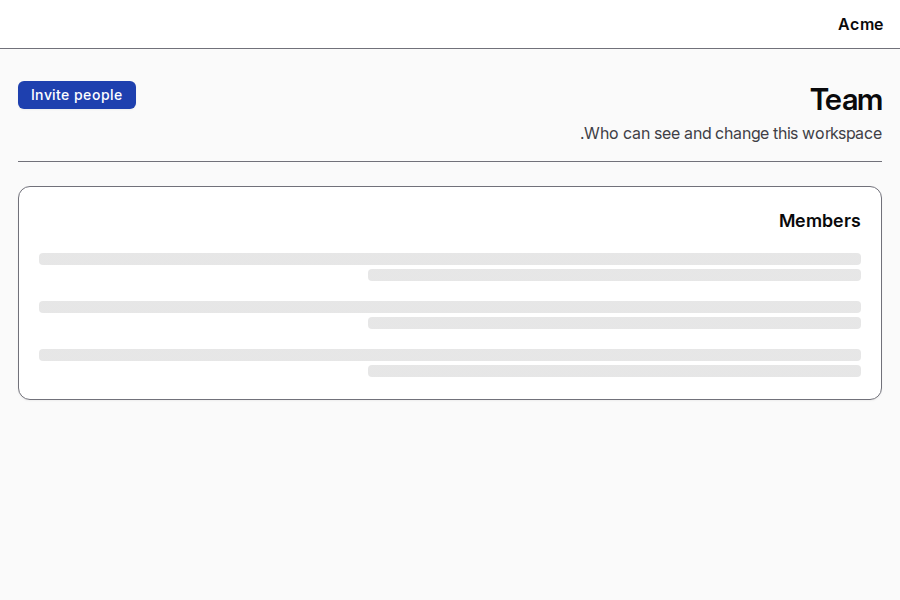 Acme
Team
Invite people
.Who can see and change this workspace
Members